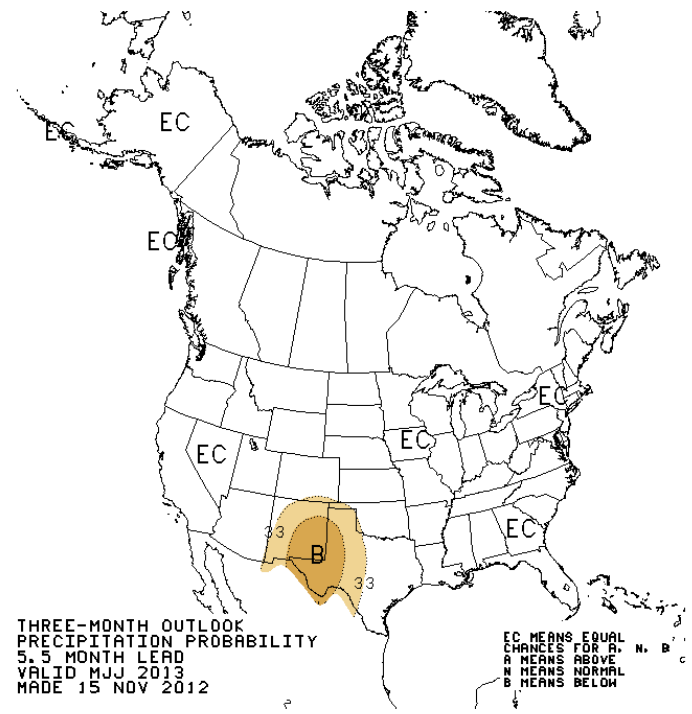 EC
EC
EC
EC
EC
EC
EC
33
B
33
THREE-MONTH OUTLOOK
PRECIPITATION PROBABILITY
5.5 MONTH LEAD
VALID MJJ 2013
MADE 15 NOV 2012
EC MEANS EQUAL
CHANCES FOR A, N, B
A MEANS ABOVE
N MEANS NORMAL
B MEANS BELOW